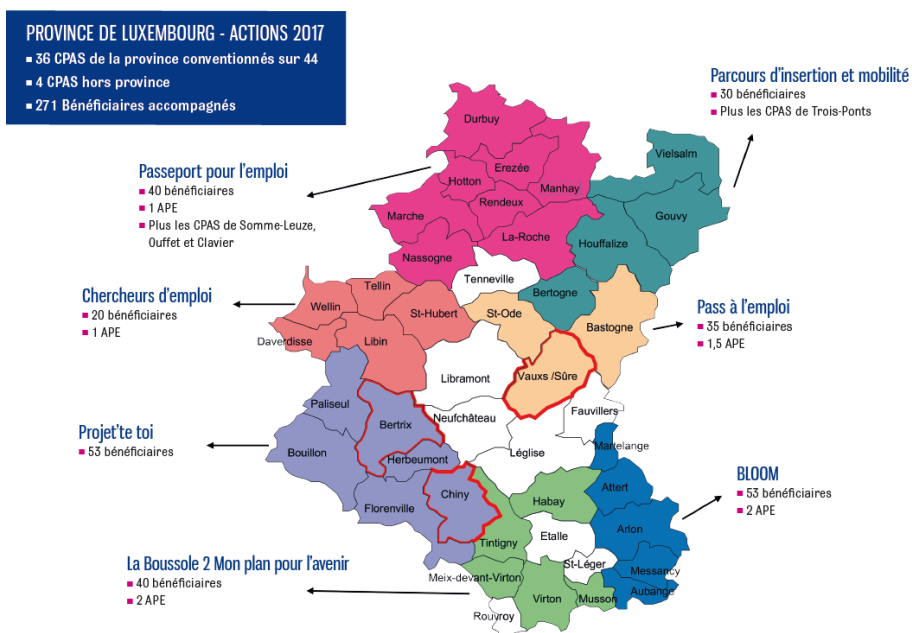 PROVINCE DE LUXEMBOURG - ACTIONS 2017
36 CPAS de la province conventionnés sur 44
4 CPAS hors province
271 Bénéficiaires accompagnés
Parcours d'insertion et mobilité
30 bénéficiaires
Plus les CPAS de Trois-Ponts
Passeport pour l'emploi
40 bénéficiaires
1 APE
Plus les CPAS de Somme-Leuze,
Ouffet et Clavier
Chercheurs d'emploi
20 bénéficiaires
1 APE
Pass à l'emploi
35 bénéficiaires
1,5 APE
Projet'te toi
53 bénéficiaires
BLOOM
53 bénéficiaires
2 APE
La Boussole 2 Mon plan pour l'avenir
40 bénéficiaires
2 APE
Durbuy
Vielsalm
Erezée
Hotton
Manhay
Rendeux
Marche
Gouvy
La-Roche
Houffalize
Nassogne
Tenneville
Tellin
Bertogne
Wellin
St-Hubert
St-Ode
Bastogne
Daverdisse
Libin
Libramont
Vauxs /Sûre
Paliseul
Fauvillers
Bertrix
Neufchâteau
Martelange
Bouillon
Herbeumont
Léglise
Attert
Chiny
Habay
Florenville
Arlon
Tintigny
Etalle
St-Léger
Messancy
Meix-devant-Virton
Aubange
Virton
Musson
Rouvroy